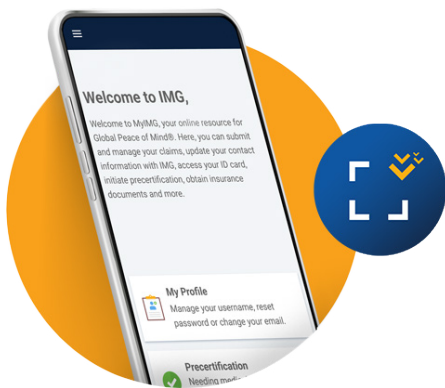 Welcome to IMG,
Welcome to MyIMG, your online resource for
Global Peace of Mind®. Here, you can submit
and manage your claims, update your contact
information with IMG, access your ID card,
initiate precertification, obtain insurance
documents and more.
My Profile
Manage your username, reset
password or change your email.
Precertification
Needing